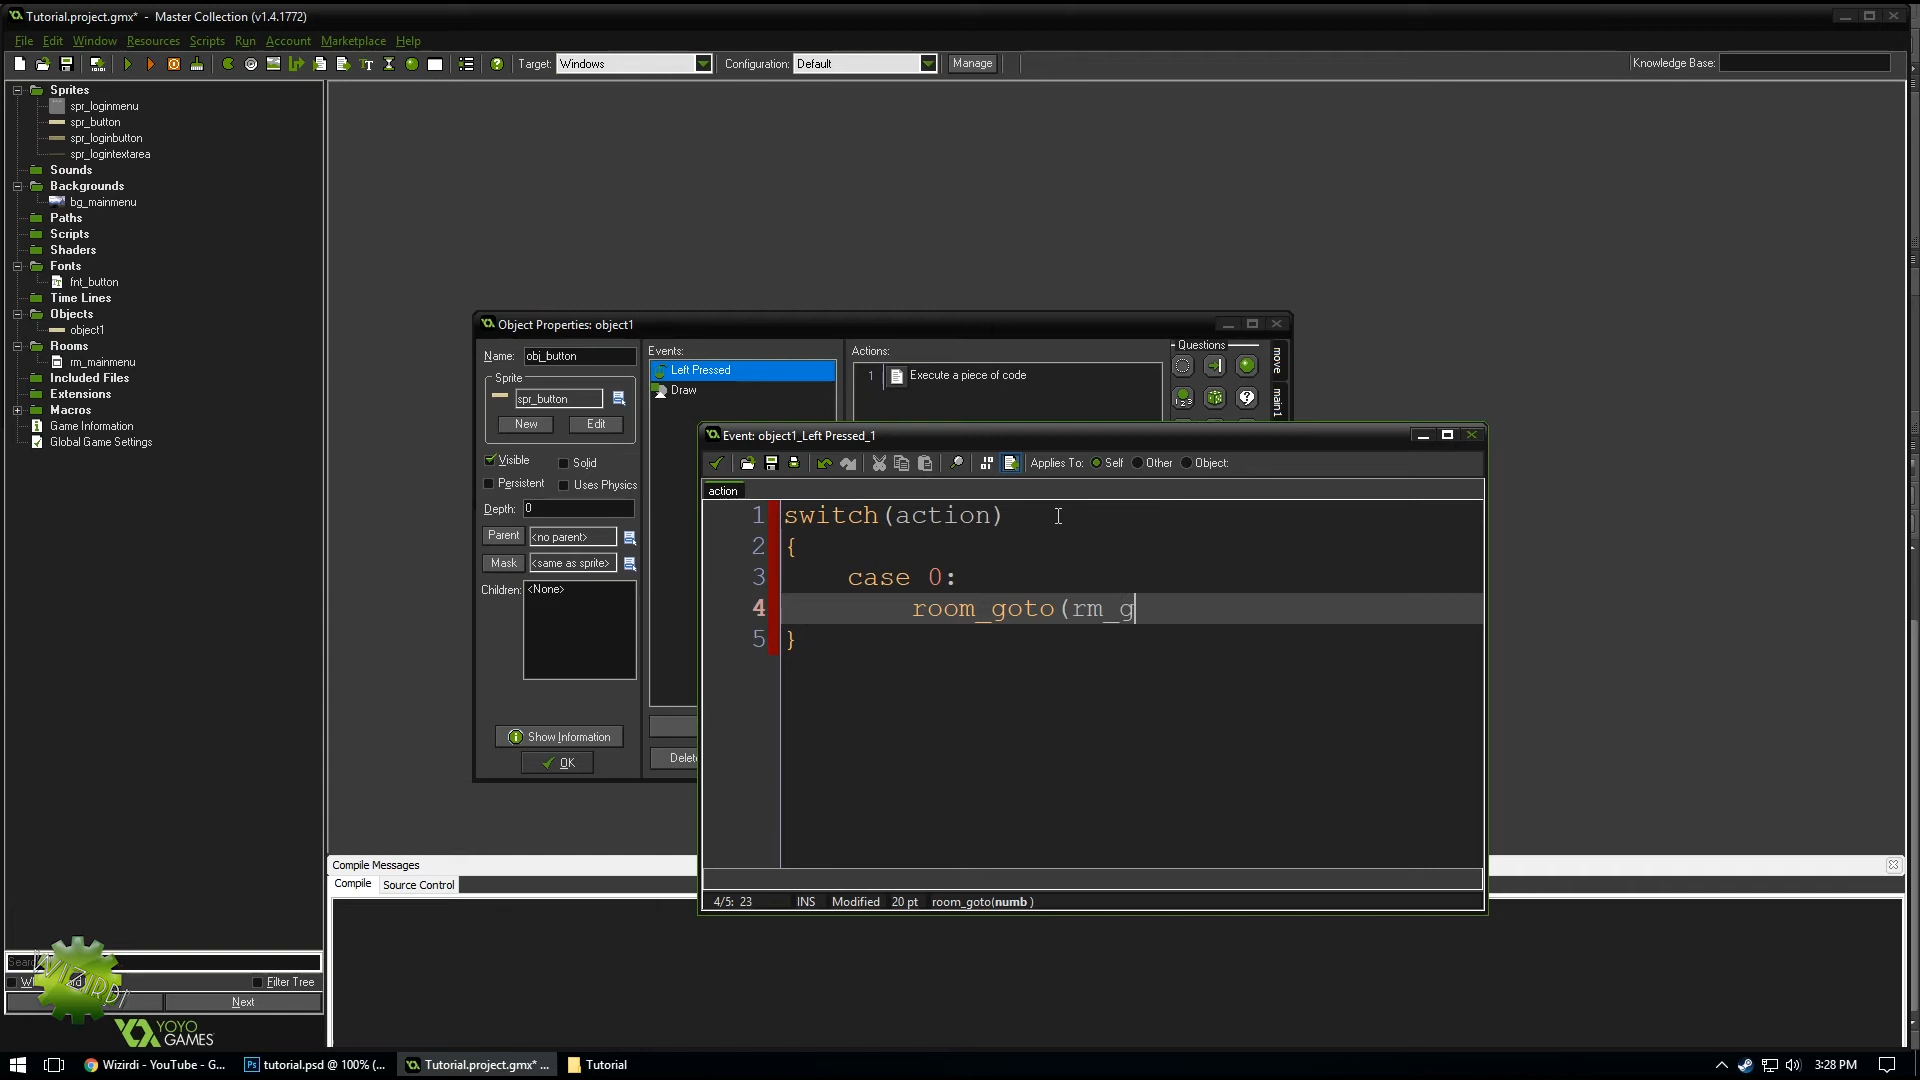 Tutorial.project.gmx* - Master Collection (v1.4.1772)
File Edit Window Resources Scripts Run Account Marketplace Help
Target: Windows Configuration: Default Manage Knowledge Base:
Sprites
spr_loginmenu
spr_button
spr_loginbutton
spr_logintextarea
Sounds
Backgrounds
bg_mainmenu
Paths
Scripts
Shaders
Fonts
fnt_button
Time Lines
Objects
object1
Rooms
rm_mainmenu
Included Files
Extensions
Macros
Game Information
Global Game Settings
Filter Tree
Next
WIZIRDI
YOYO
GAMES
Object Properties: object1
Name: obj_button
Sprite
spr_button
New Edit
Visible Solid
Persistent Uses Physics
Depth: 0
Parent <no parent>
Mask <same as sprite>
Children: <None>
Show Information
OK
Events:
Left Pressed
Draw
Delete
Actions:
1 Execute a piece of code
Questions
move
main1
Event: object1_Left Pressed_1
Applies To: Self Other Object:
action
1 switch(action)
2 {
3 case 0:
4 room_goto(rm_g
5 }
4/5: 23 INS Modified 20 pt room_goto(numb )
Compile Messages
Compile Source Control
Wizirdi - YouTube - G... tutorial.psd @ 100% (... Tutorial.project.gmx* ... Tutorial 3:28 PM